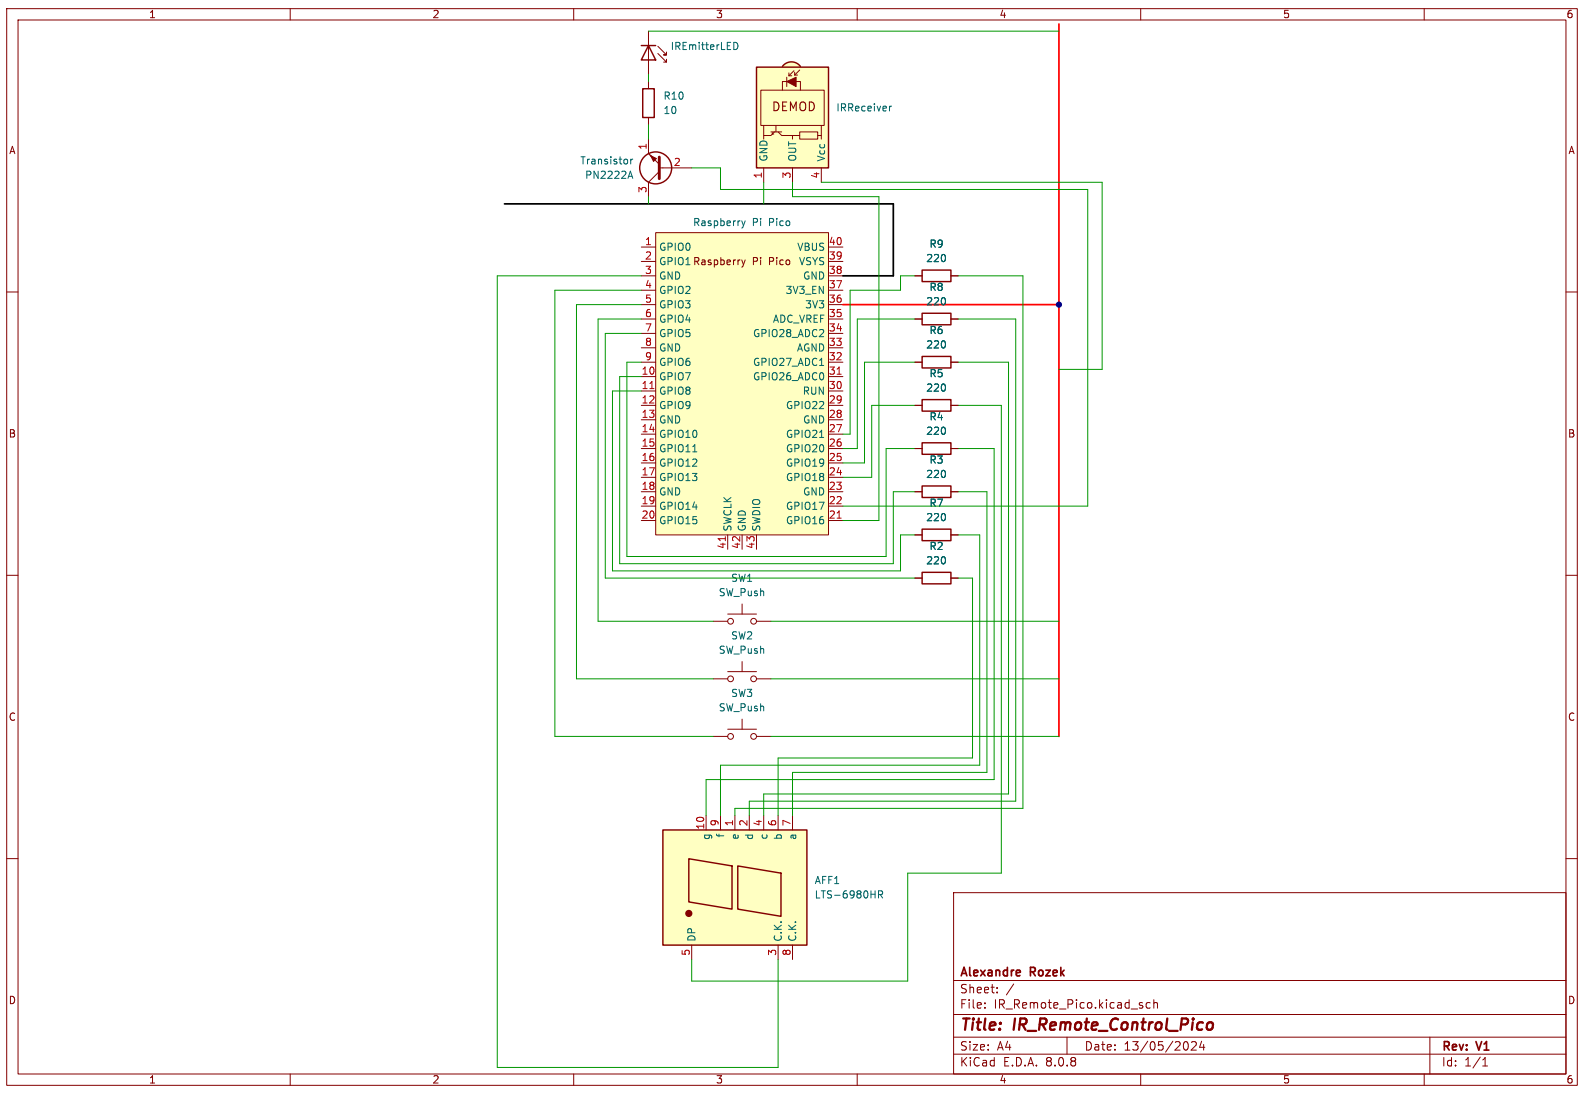 1 2 3 4 5 6
IREmitterLED
R10
10
DEMOD
IRReceiver
GND
OUT
Vcc
1 3 4
A A
Transistor
PN2222A
1
2
3
Raspberry Pi Pico
Raspberry Pi Pico
1 GPIO0
2 GPIO1
3 GND
4 GPIO2
5 GPIO3
6 GPIO4
7 GPIO5
8 GND
9 GPIO6
10 GPIO7
11 GPIO8
12 GPIO9
13 GND
14 GPIO10
15 GPIO11
16 GPIO12
17 GPIO13
18 GND
19 GPIO14
20 GPIO15
VBUS 40
VSYS 39
GND 38
3V3_EN 37
3V3 36
ADC_VREF 35
GPIO28_ADC2 34
AGND 33
GPIO27_ADC1 32
GPIO26_ADC0 31
RUN 30
GPIO22 29
GND 28
GPIO21 27
GPIO20 26
GPIO19 25
GPIO18 24
GND 23
GPIO17 22
GPIO16 21
SWCLK
GND
SWDIO
41 42 43
R9
220
R8
220
R6
220
R5
220
R4
220
R3
220
R7
220
R2
220
B B
SW1
SW_Push
SW2
SW_Push
SW3
SW_Push
C C
10 9 1 2 4 6 7
g f e d c b a
AFF1
LTS-6980HR
DP
C.K.
C.K.
5 3 8
D D
Alexandre Rozek
Sheet: /
File: IR_Remote_Pico.kicad_sch
Title: IR_Remote_Control_Pico
Size: A4 Date: 13/05/2024 Rev: V1
KiCad E.D.A. 8.0.8 Id: 1/1
1 2 3 4 5 6